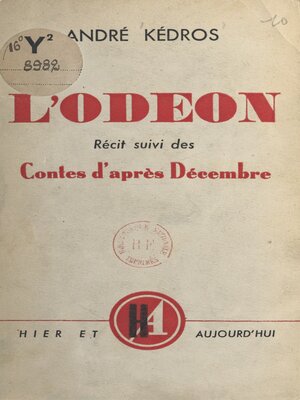 ANDRÉ KÉDROS
16°
Y²
8982
L'ODEON
Récit suivi des
Contes d'après Décembre
HIER ET AUJOURD'HUI